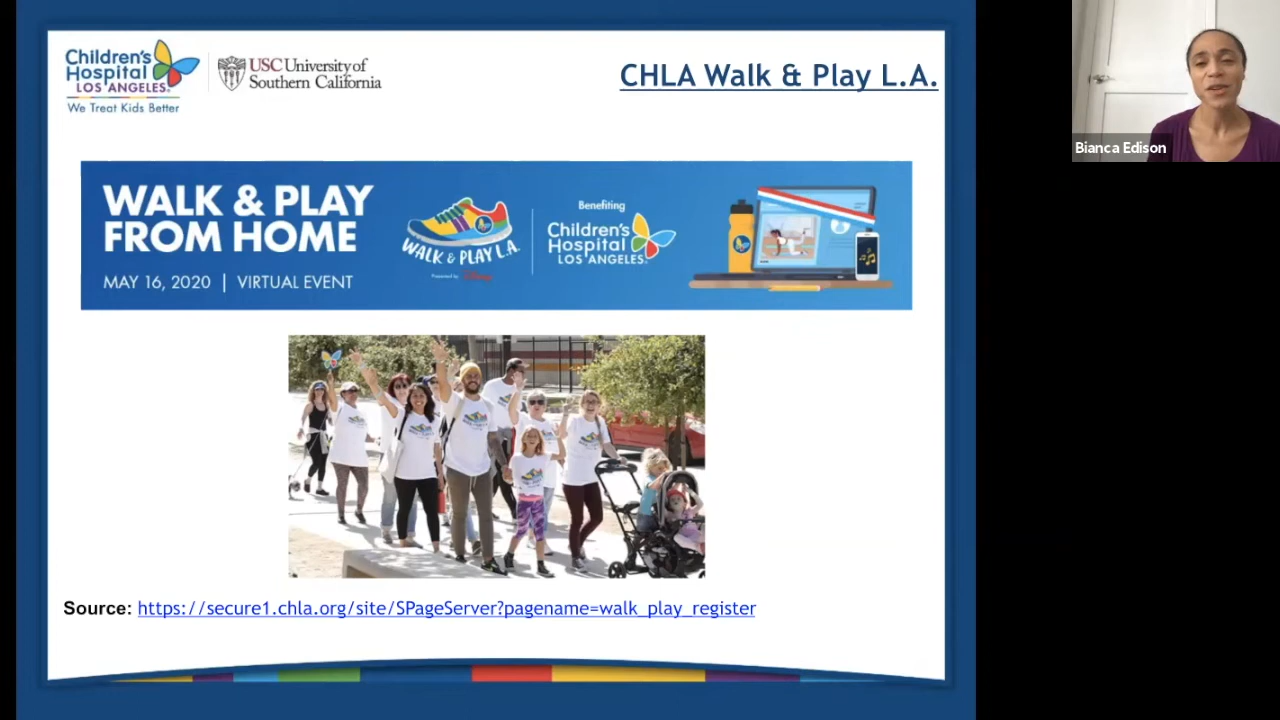 Children's
Hospital
LOS ANGELES®
We Treat Kids Better
USC University of
Southern California
CHLA Walk & Play L.A.
WALK & PLAY
FROM HOME
MAY 16, 2020 | VIRTUAL EVENT
WALK & PLAY L.A.
Powered by
Benefiting
Children's
Hospital
LOS ANGELES®
Source: https://secure1.chla.org/site/SPageServer?pagename=walk_play_register
Bianca Edison